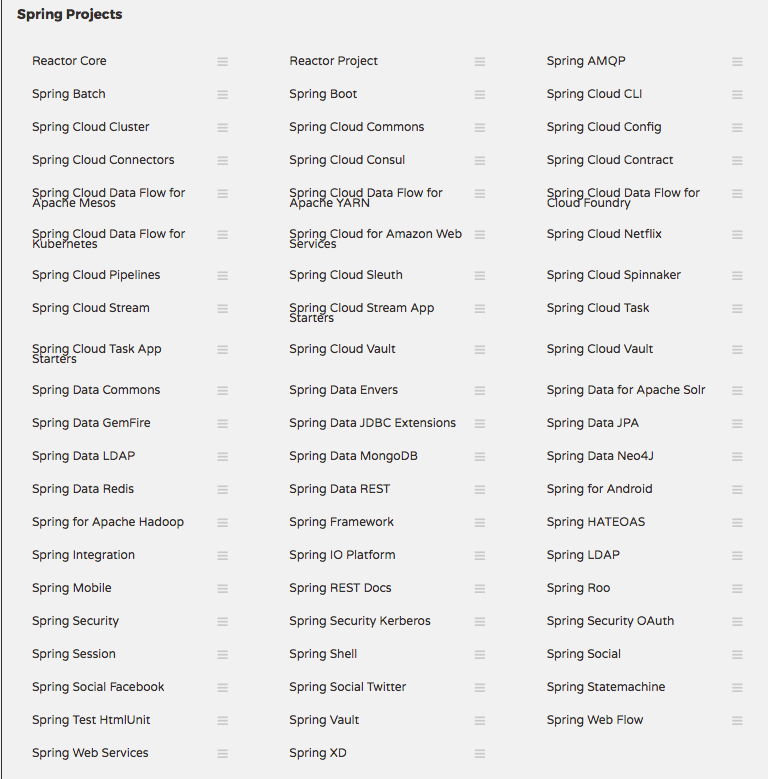 Spring Projects
Reactor Core
Reactor Project
Spring AMQP
Spring Batch
Spring Boot
Spring Cloud CLI
Spring Cloud Cluster
Spring Cloud Commons
Spring Cloud Config
Spring Cloud Connectors
Spring Cloud Consul
Spring Cloud Contract
Spring Cloud Data Flow for
Apache Mesos
Spring Cloud Data Flow for
Apache YARN
Spring Cloud Data Flow for
Cloud Foundry
Spring Cloud Data Flow for
Kubernetes
Spring Cloud for Amazon Web
Services
Spring Cloud Netflix
Spring Cloud Pipelines
Spring Cloud Sleuth
Spring Cloud Spinnaker
Spring Cloud Stream
Spring Cloud Stream App
Starters
Spring Cloud Task
Spring Cloud Task App
Starters
Spring Cloud Vault
Spring Cloud Vault
Spring Data Commons
Spring Data Envers
Spring Data for Apache Solr
Spring Data GemFire
Spring Data JDBC Extensions
Spring Data JPA
Spring Data LDAP
Spring Data MongoDB
Spring Data Neo4J
Spring Data Redis
Spring Data REST
Spring for Android
Spring for Apache Hadoop
Spring Framework
Spring HATEOAS
Spring Integration
Spring IO Platform
Spring LDAP
Spring Mobile
Spring REST Docs
Spring Roo
Spring Security
Spring Security Kerberos
Spring Security OAuth
Spring Session
Spring Shell
Spring Social
Spring Social Facebook
Spring Social Twitter
Spring Statemachine
Spring Test HtmlUnit
Spring Vault
Spring Web Flow
Spring Web Services
Spring XD